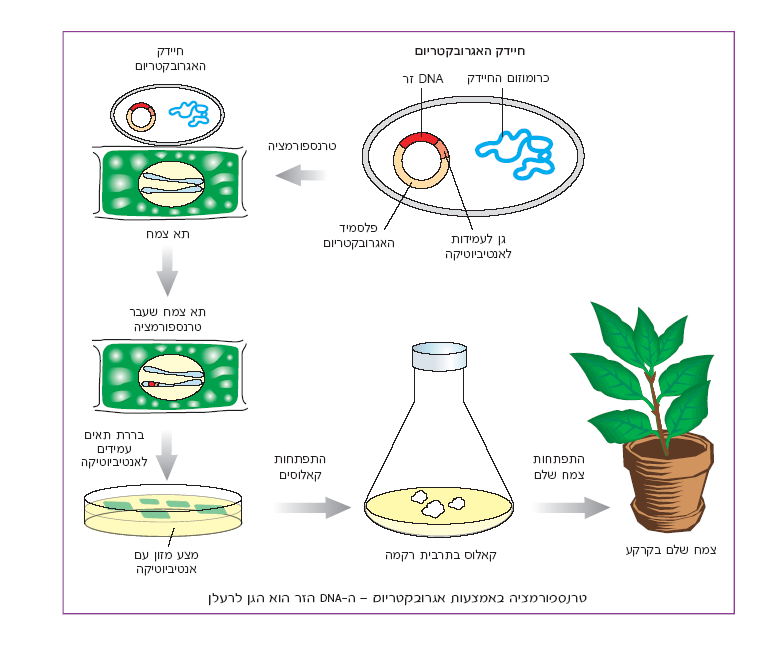 חיידק האגרובקטריום
כרומוזום החיידק
DNA זר
פלסמיד
האגרובקטריום
גן לעמידות
לאנטיביוטיקה
טרנספורמציה
חיידק
האגרובקטריום
תא צמח
תא צמח שעבר
טרנספורמציה
בררת תאים
עמידים
לאנטיביוטיקה
מצע מזון עם
אנטיביוטיקה
התפתחות
קאלוסים
קאלוס בתרבית רקמה
התפתחות
צמח שלם
צמח שלם בקרקע
טרנספורמציה באמצעות אגרובקטריום – ה-DNA הזר הוא הגן לרעלן